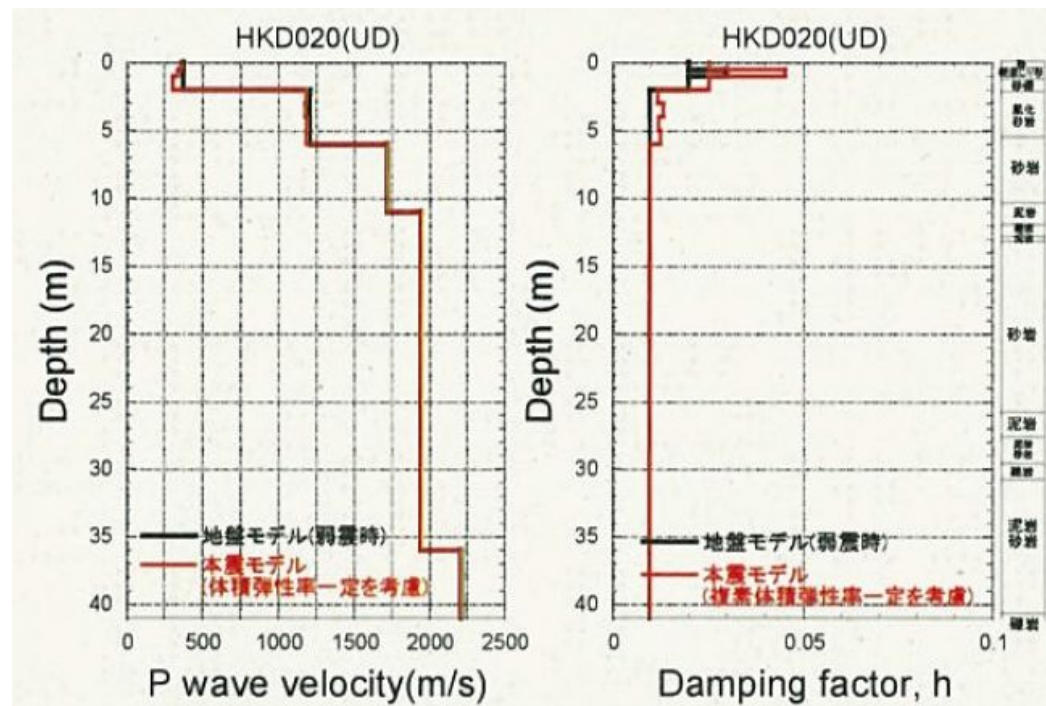 HKD020(UD)
0
5
10
15
20
25
30
35
40
Depth (m)
地盤モデル(弱震時)
本震モデル
(体積弾性率一定を考慮)
0 500 1000 1500 2000 2500
P wave velocity(m/s)
HKD020(UD)
0
5
10
15
20
25
30
35
40
Depth (m)
地盤モデル(弱震時)
本震モデル
(複素体積弾性率一定を考慮)
0 0.05 0.1
Damping factor, h
風化
砂岩
砂岩
泥岩
砂岩
泥岩
泥岩
砂岩